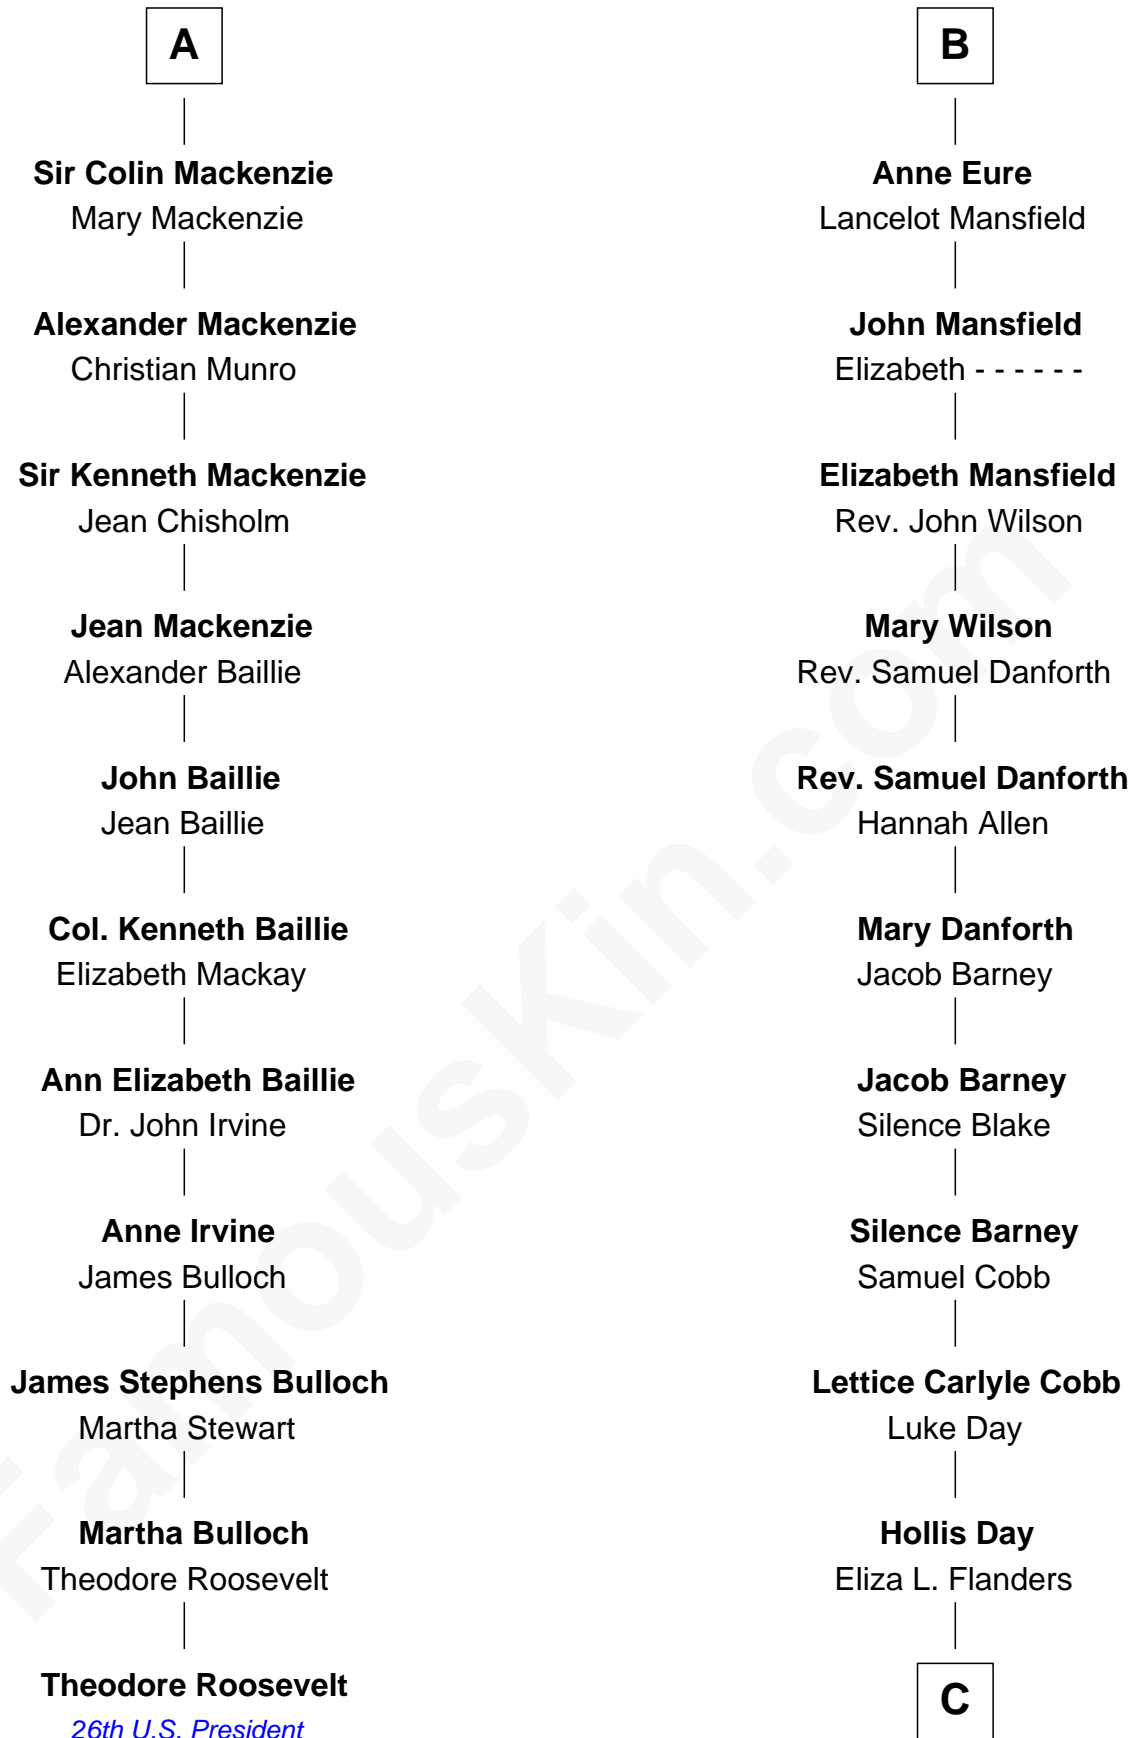 A
Sir Colin Mackenzie
Mary Mackenzie
Alexander Mackenzie
Christian Munro
Sir Kenneth Mackenzie
Jean Chisholm
Jean Mackenzie
Alexander Baillie
John Baillie
Jean Baillie
Col. Kenneth Baillie
Elizabeth Mackay
Ann Elizabeth Baillie
Dr. John Irvine
Anne Irvine
James Bulloch
James Stephens Bulloch
Martha Stewart
Martha Bulloch
Theodore Roosevelt
Theodore Roosevelt
26th U.S. President
B
Anne Eure
Lancelot Mansfield
John Mansfield
Elizabeth - - - - - -
Elizabeth Mansfield
Rev. John Wilson
Mary Wilson
Rev. Samuel Danforth
Rev. Samuel Danforth
Hannah Allen
Mary Danforth
Jacob Barney
Jacob Barney
Silence Blake
Silence Barney
Samuel Cobb
Lettice Carlyle Cobb
Luke Day
Hollis Day
Eliza L. Flanders
C
FamousKin.com